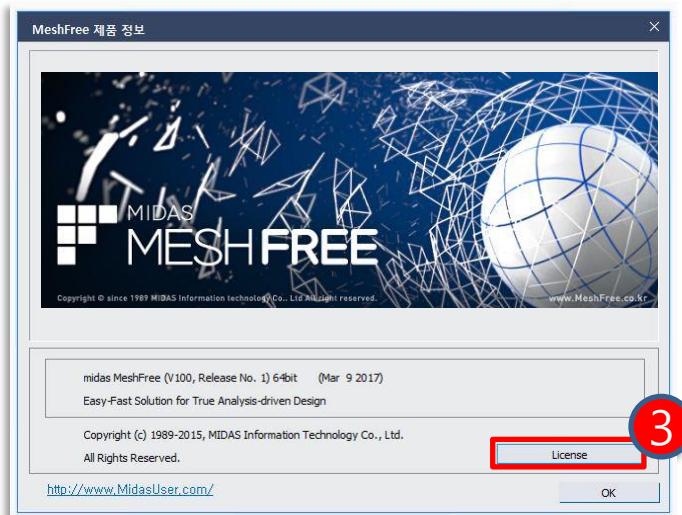 MeshFree 제품 정보
MIDAS
MESHFREE
Copyright © since 1989 MIDAS Information technology Co., Ltd All right reserved.
www.MeshFree.co.kr
midas MeshFree (V100, Release No. 1) 64bit (Mar 9 2017)
Easy-Fast Solution for True Analysis-driven Design
Copyright (c) 1989-2015, MIDAS Information Technology Co., Ltd.
All Rights Reserved.
License
3
http://www.MidasUser.com/
OK